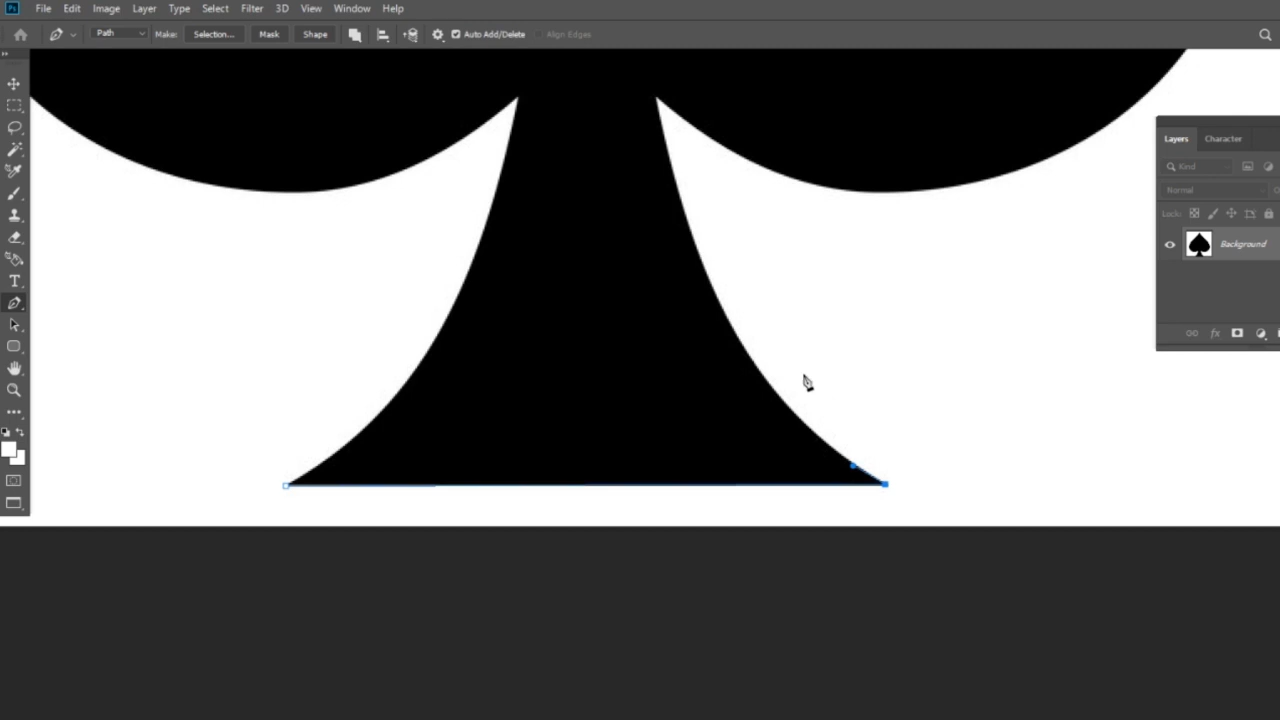 Ps File Edit Image Layer Type Select Filter 3D View Window Help
Path Make: Selection... Mask Shape Auto Add/Delete Align Edges
Layers Character
Kind
Normal
Lock:
Background
fx